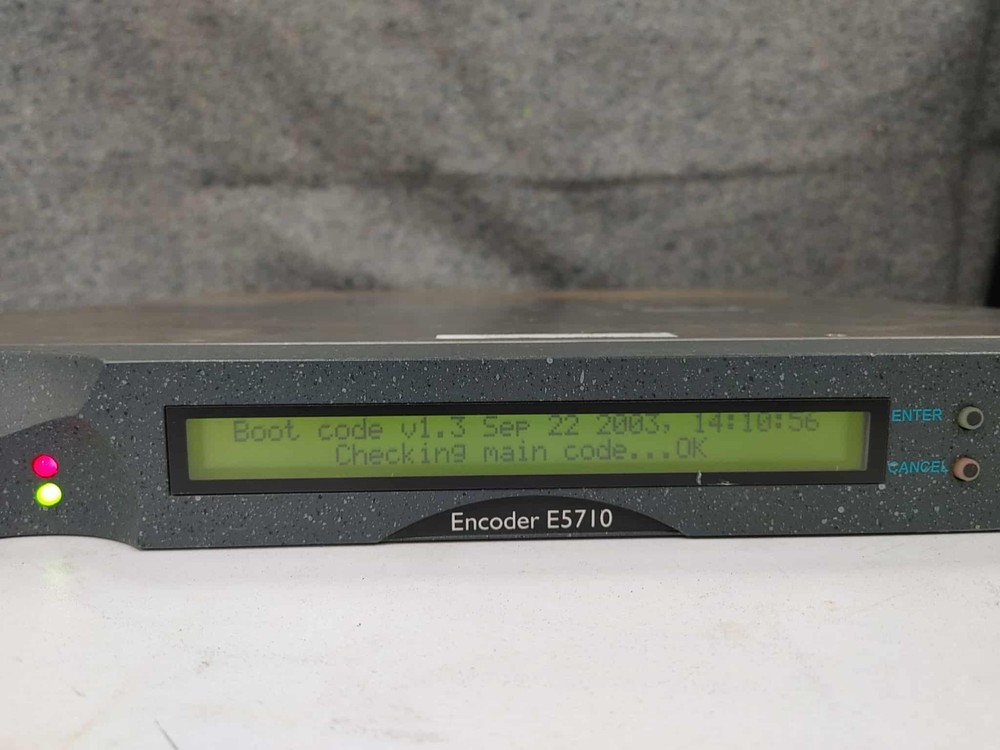 Boot code v1.3 Sep 22 2003, 14:10:56
Checking main code...OK
ENTER
CANCEL
Encoder E5710